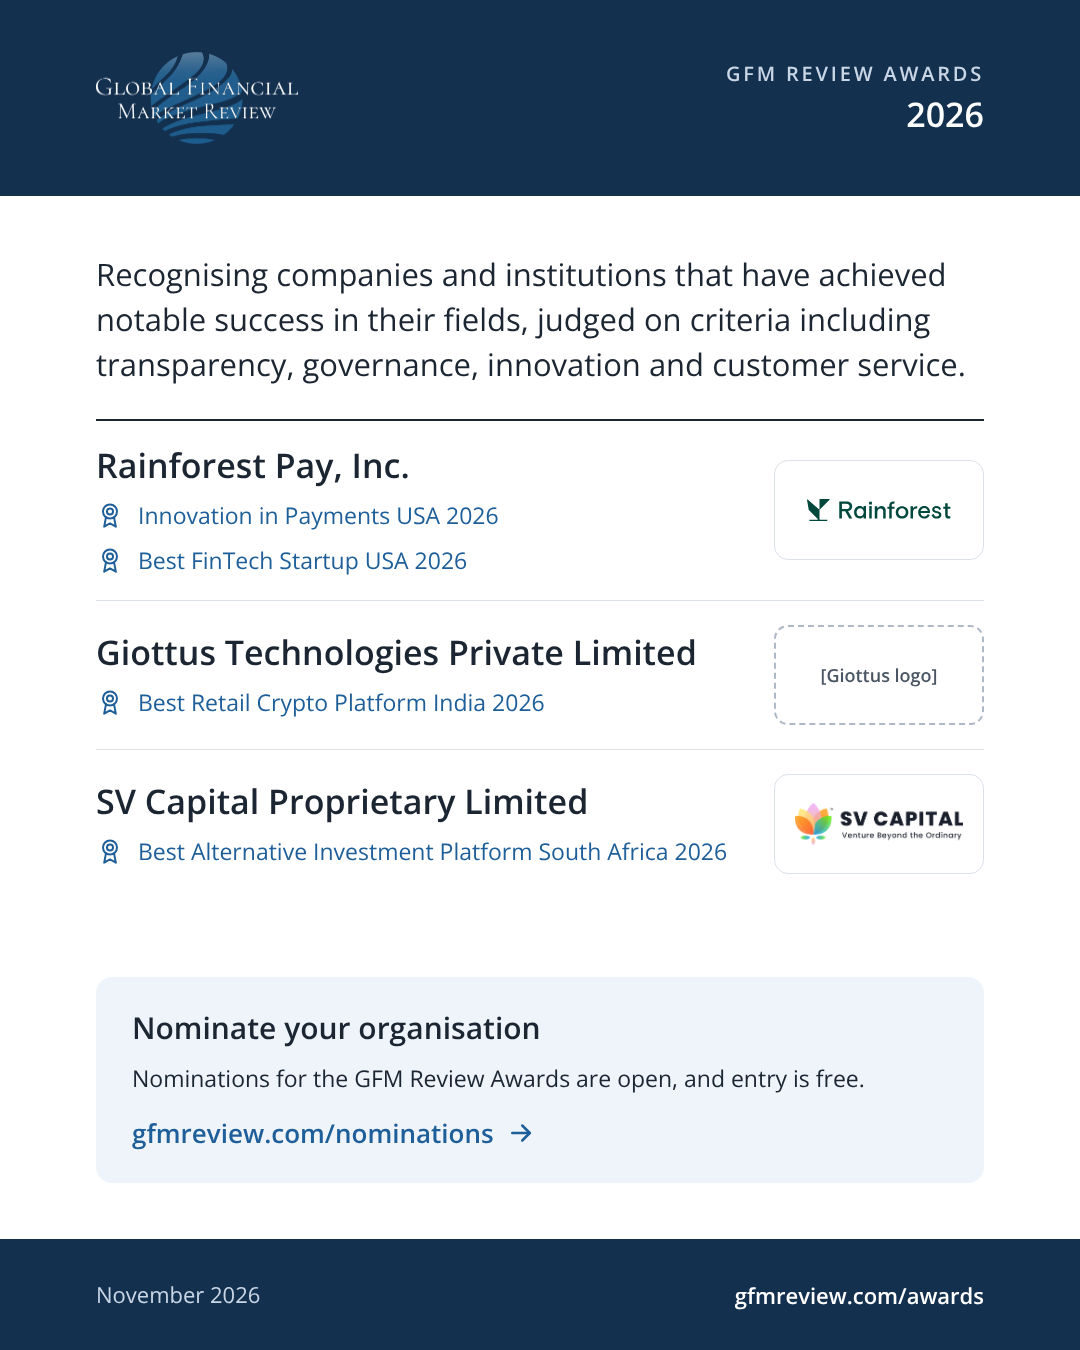 GLOBAL FINANCIAL
MARKET REVIEW
GFM REVIEW AWARDS
2026
Recognising companies and institutions that have achieved
notable success in their fields, judged on criteria including
transparency, governance, innovation and customer service.
Rainforest Pay, Inc.
Innovation in Payments USA 2026
Best FinTech Startup USA 2026
Rainforest
Giottus Technologies Private Limited
Best Retail Crypto Platform India 2026
[Giottus logo]
SV Capital Proprietary Limited
Best Alternative Investment Platform South Africa 2026
SV CAPITAL
Venture Beyond the Ordinary
Nominate your organisation
Nominations for the GFM Review Awards are open, and entry is free.
gfmreview.com/nominations →
November 2026
gfmreview.com/awards